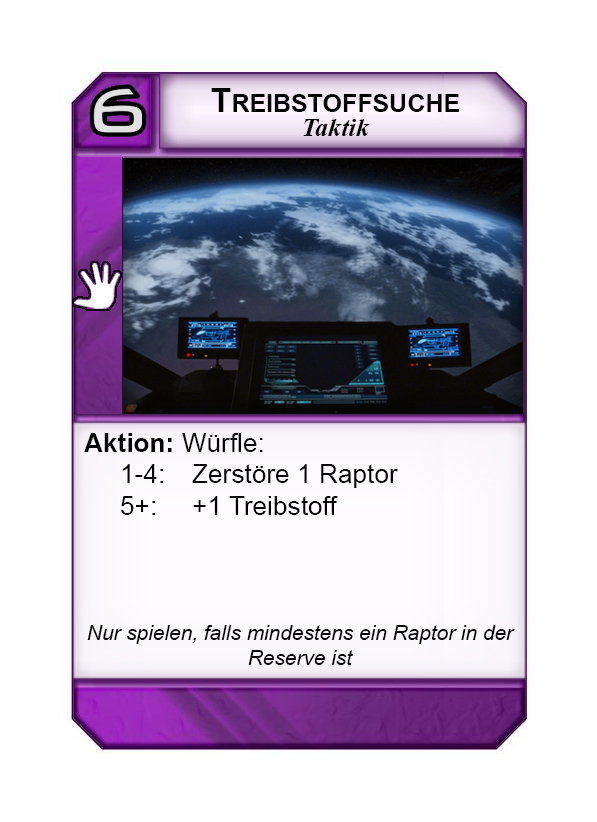 6
TREIBSTOFFSUCHE
Taktik
Aktion: Würfle:
1-4: Zerstöre 1 Raptor
5+: +1 Treibstoff
Nur spielen, falls mindestens ein Raptor in der
Reserve ist